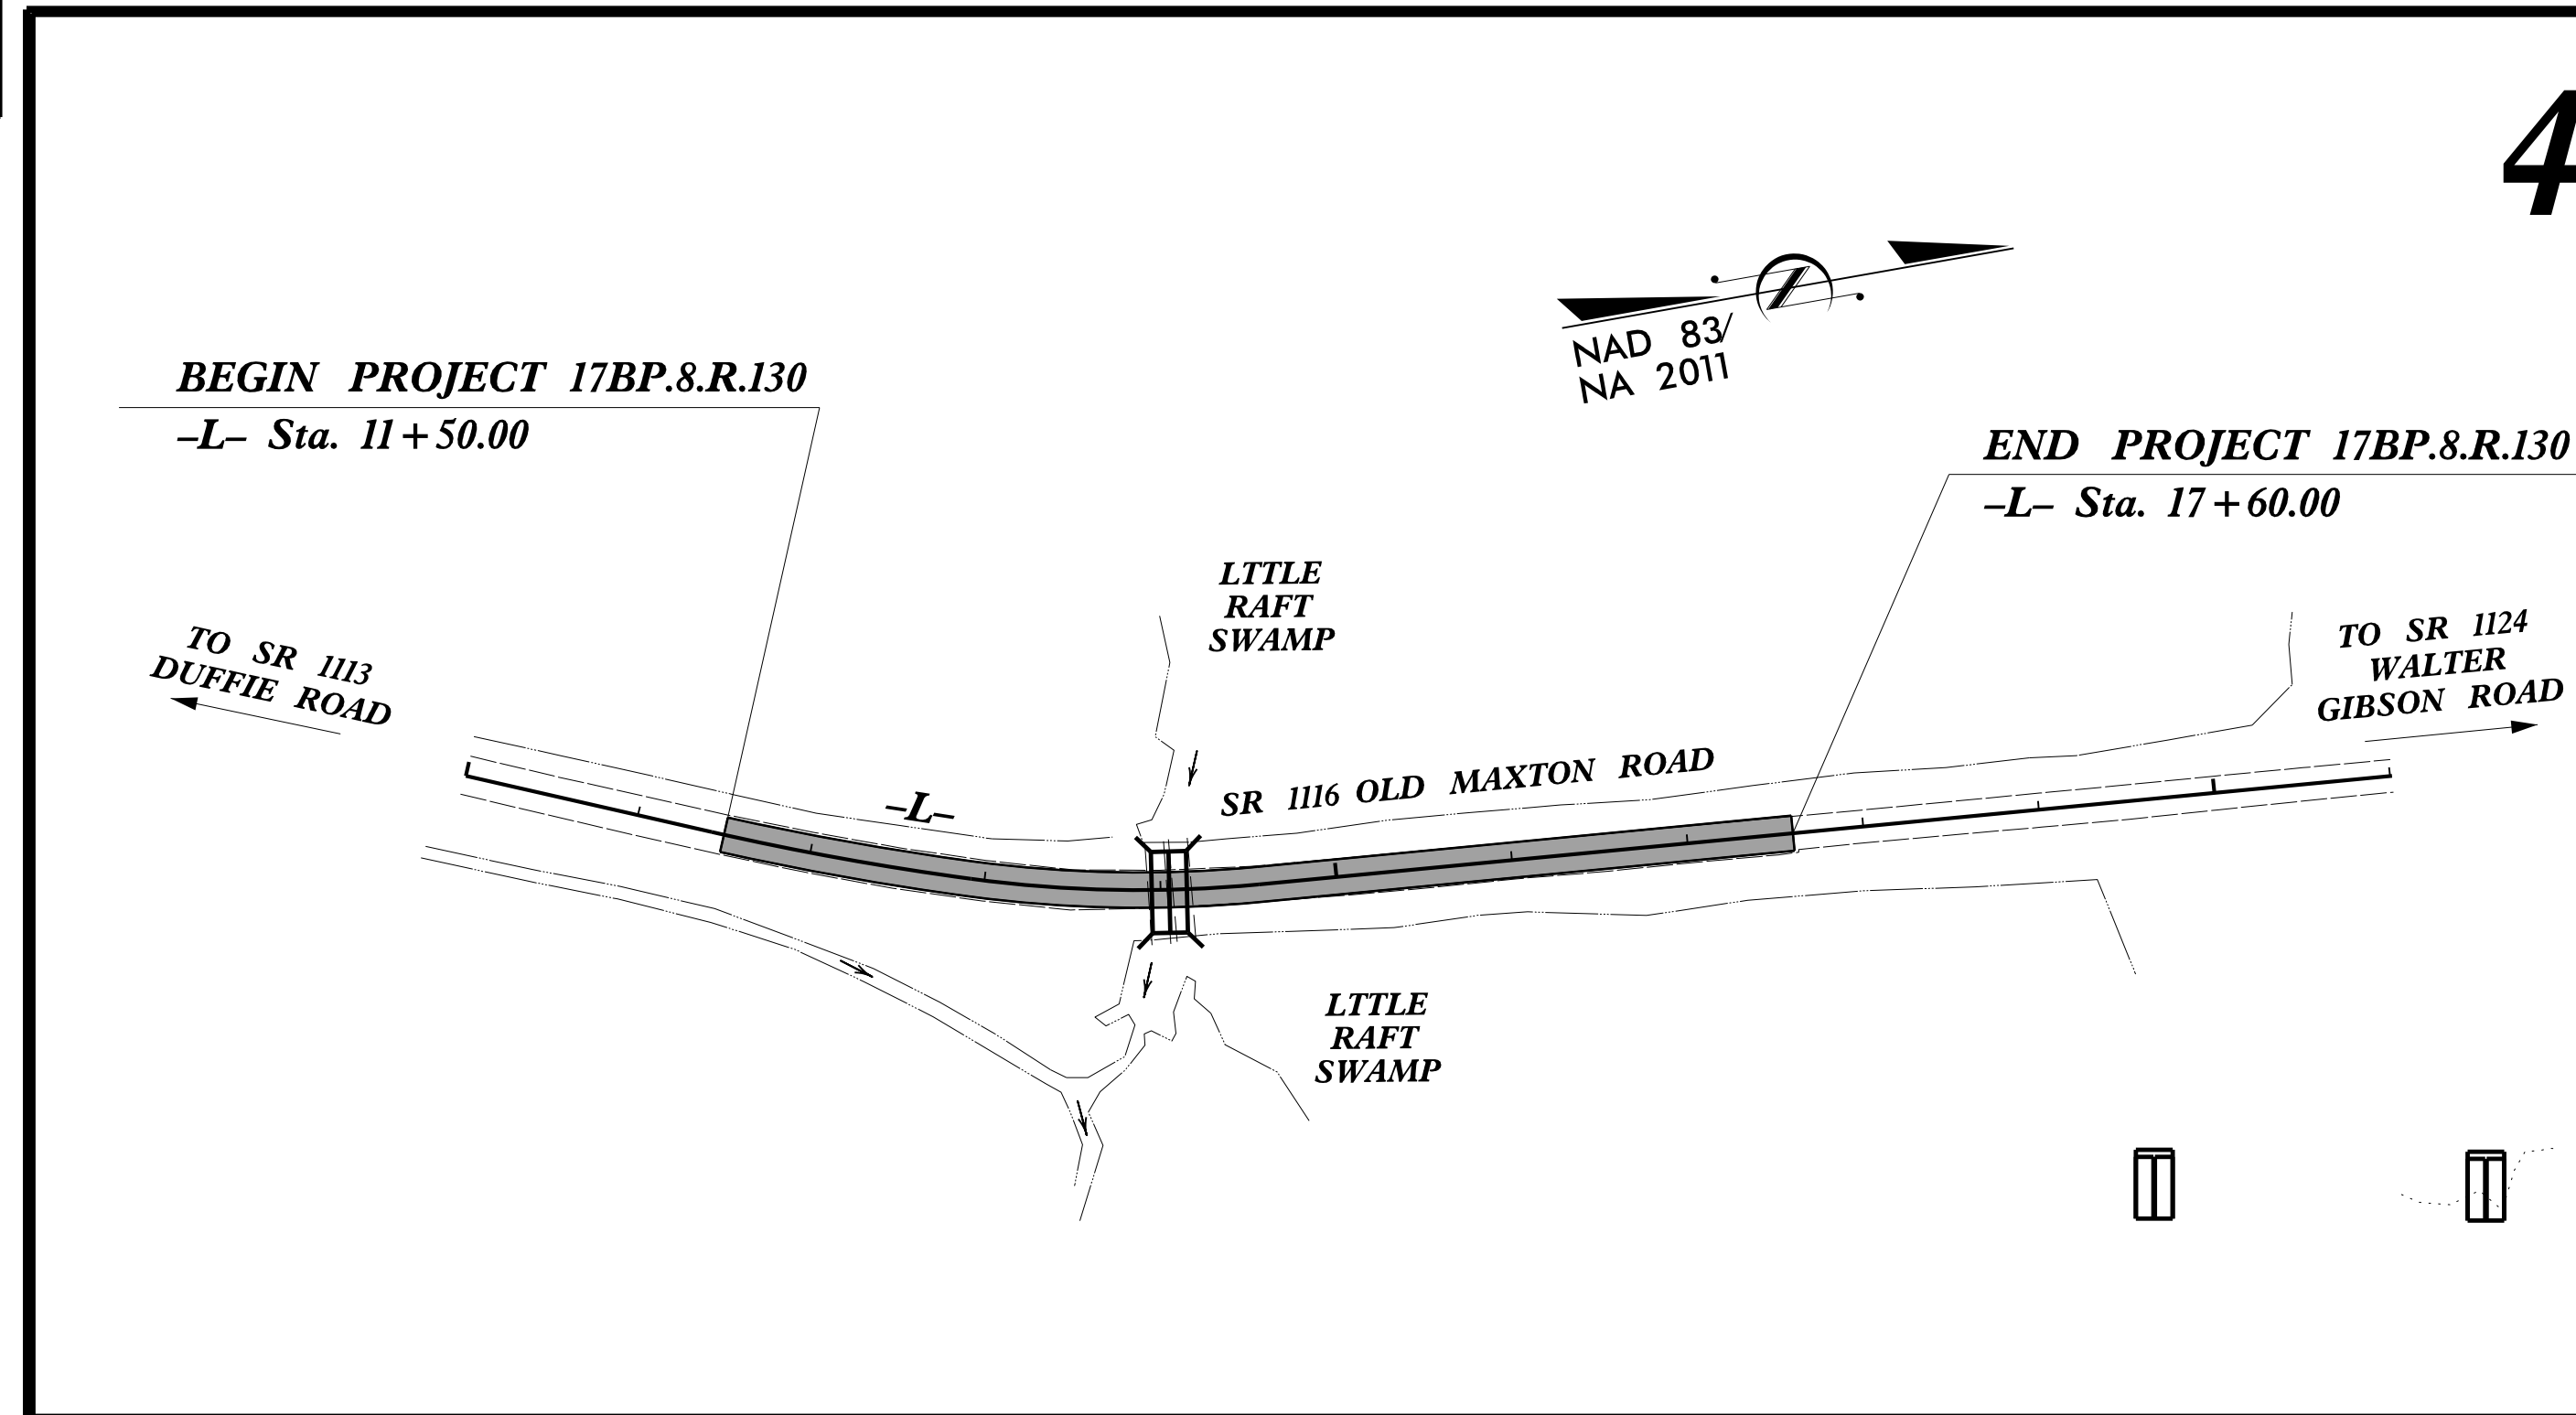 4
NAD 83/
NA 2011
BEGIN PROJECT 17BP.8.R.130
–L– Sta. 11+50.00
END PROJECT 17BP.8.R.130
–L– Sta. 17+60.00
LTTLE
RAFT
SWAMP
TO SR 1113
DUFFIE ROAD
TO SR 1124
WALTER
GIBSON ROAD
–L–
SR 1116 OLD MAXTON ROAD
LTTLE
RAFT
SWAMP